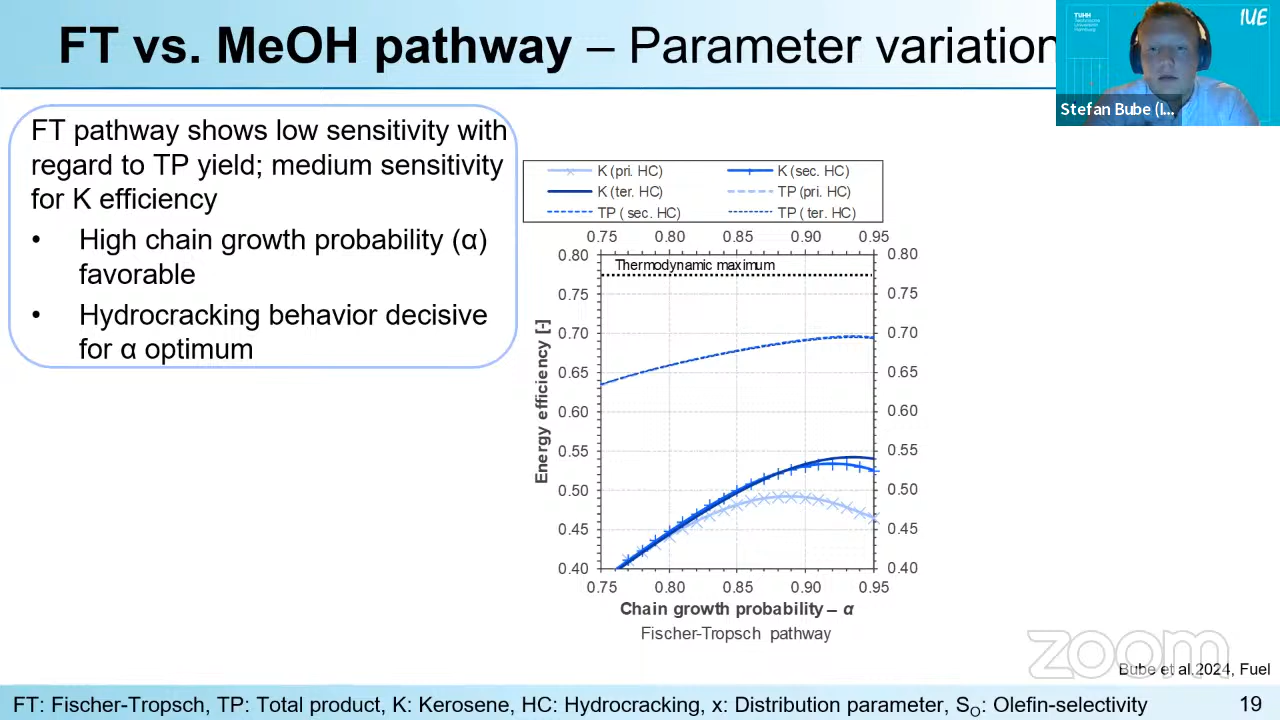 FT vs. MeOH pathway – Parameter variation
TUHH
Technische
Universität
Hamburg
IUE
Stefan Bube (I...
FT pathway shows low sensitivity with
regard to TP yield; medium sensitivity
for K efficiency
• High chain growth probability (α)
favorable
• Hydrocracking behavior decisive
for α optimum
K (pri. HC) K (sec. HC)
K (ter. HC) TP (pri. HC)
TP ( sec. HC) TP ( ter. HC)
0.75 0.80 0.85 0.90 0.95
0.80 0.80
Thermodynamic maximum
0.75 0.75
0.70 0.70
0.65 0.65
0.60 0.60
0.55 0.55
0.50 0.50
0.45 0.45
0.40 0.40
Energy efficiency [-]
0.75 0.80 0.85 0.90 0.95
Chain growth probability – α
Fischer-Tropsch pathway
zoom
Bube et al.2024, Fuel
FT: Fischer-Tropsch, TP: Total product, K: Kerosene, HC: Hydrocracking, x: Distribution parameter, SO: Olefin-selectivity 19